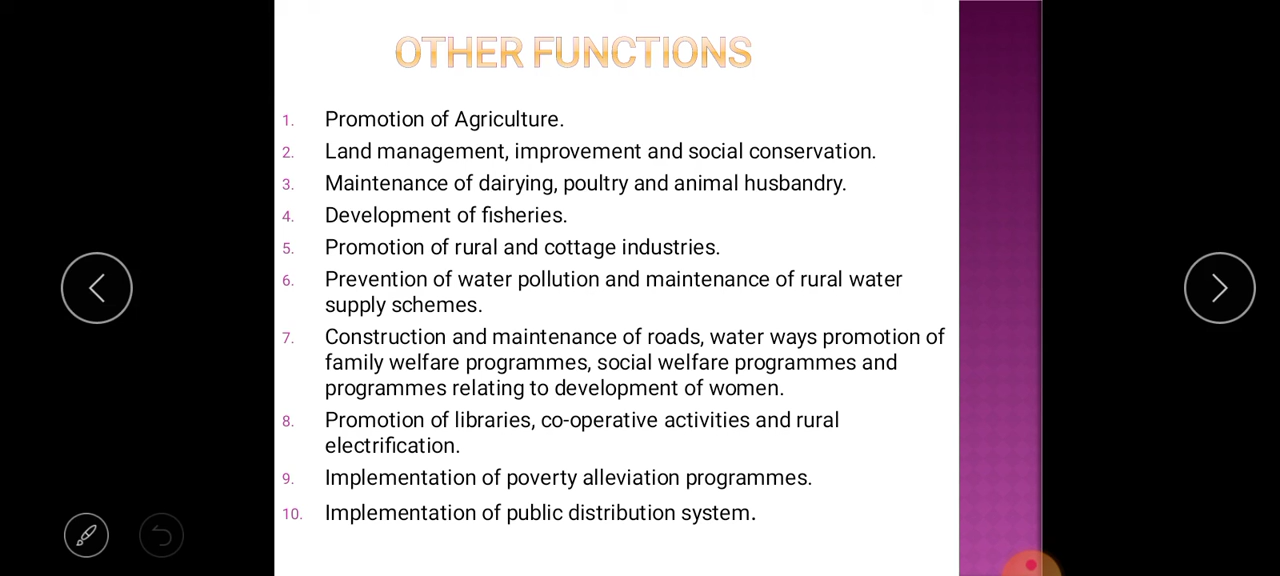 OTHER FUNCTIONS
1. Promotion of Agriculture.
2. Land management, improvement and social conservation.
3. Maintenance of dairying, poultry and animal husbandry.
4. Development of fisheries.
5. Promotion of rural and cottage industries.
6. Prevention of water pollution and maintenance of rural water
supply schemes.
7. Construction and maintenance of roads, water ways promotion of
family welfare programmes, social welfare programmes and
programmes relating to development of women.
8. Promotion of libraries, co-operative activities and rural
electrification.
9. Implementation of poverty alleviation programmes.
10. Implementation of public distribution system.